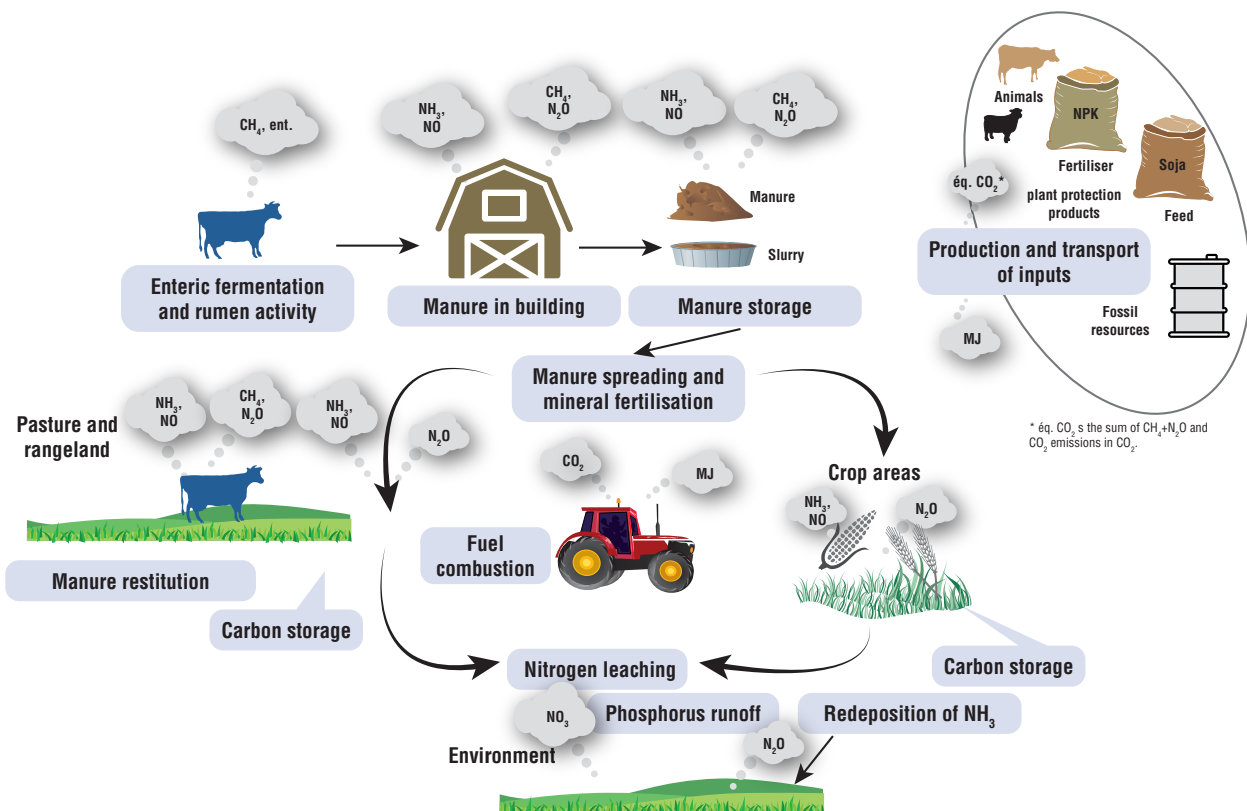 CH₄, ent.
NH₃,
NO
CH₄,
N₂O
NH₃,
NO
CH₄,
N₂O
Manure
Slurry
Enteric fermentation
and rumen activity
Manure in building
Manure storage
Animals
NPK
Fertiliser
Soja
Feed
éq. CO₂*
plant protection
products
Production and transport
of inputs
Fossil
resources
MJ
* éq. CO₂ s the sum of CH₄+N₂O and
CO₂ emissions in CO₂.
Manure spreading and
mineral fertilisation
Pasture and
rangeland
NH₃,
NO
CH₄,
N₂O
NH₃,
NO
N₂O
Manure restitution
Carbon storage
CO₂
MJ
Fuel
combustion
Crop areas
NH₃,
NO
N₂O
Carbon storage
Nitrogen leaching
NO₃
Phosphorus runoff
Redeposition of NH₃
Environment
N₂O